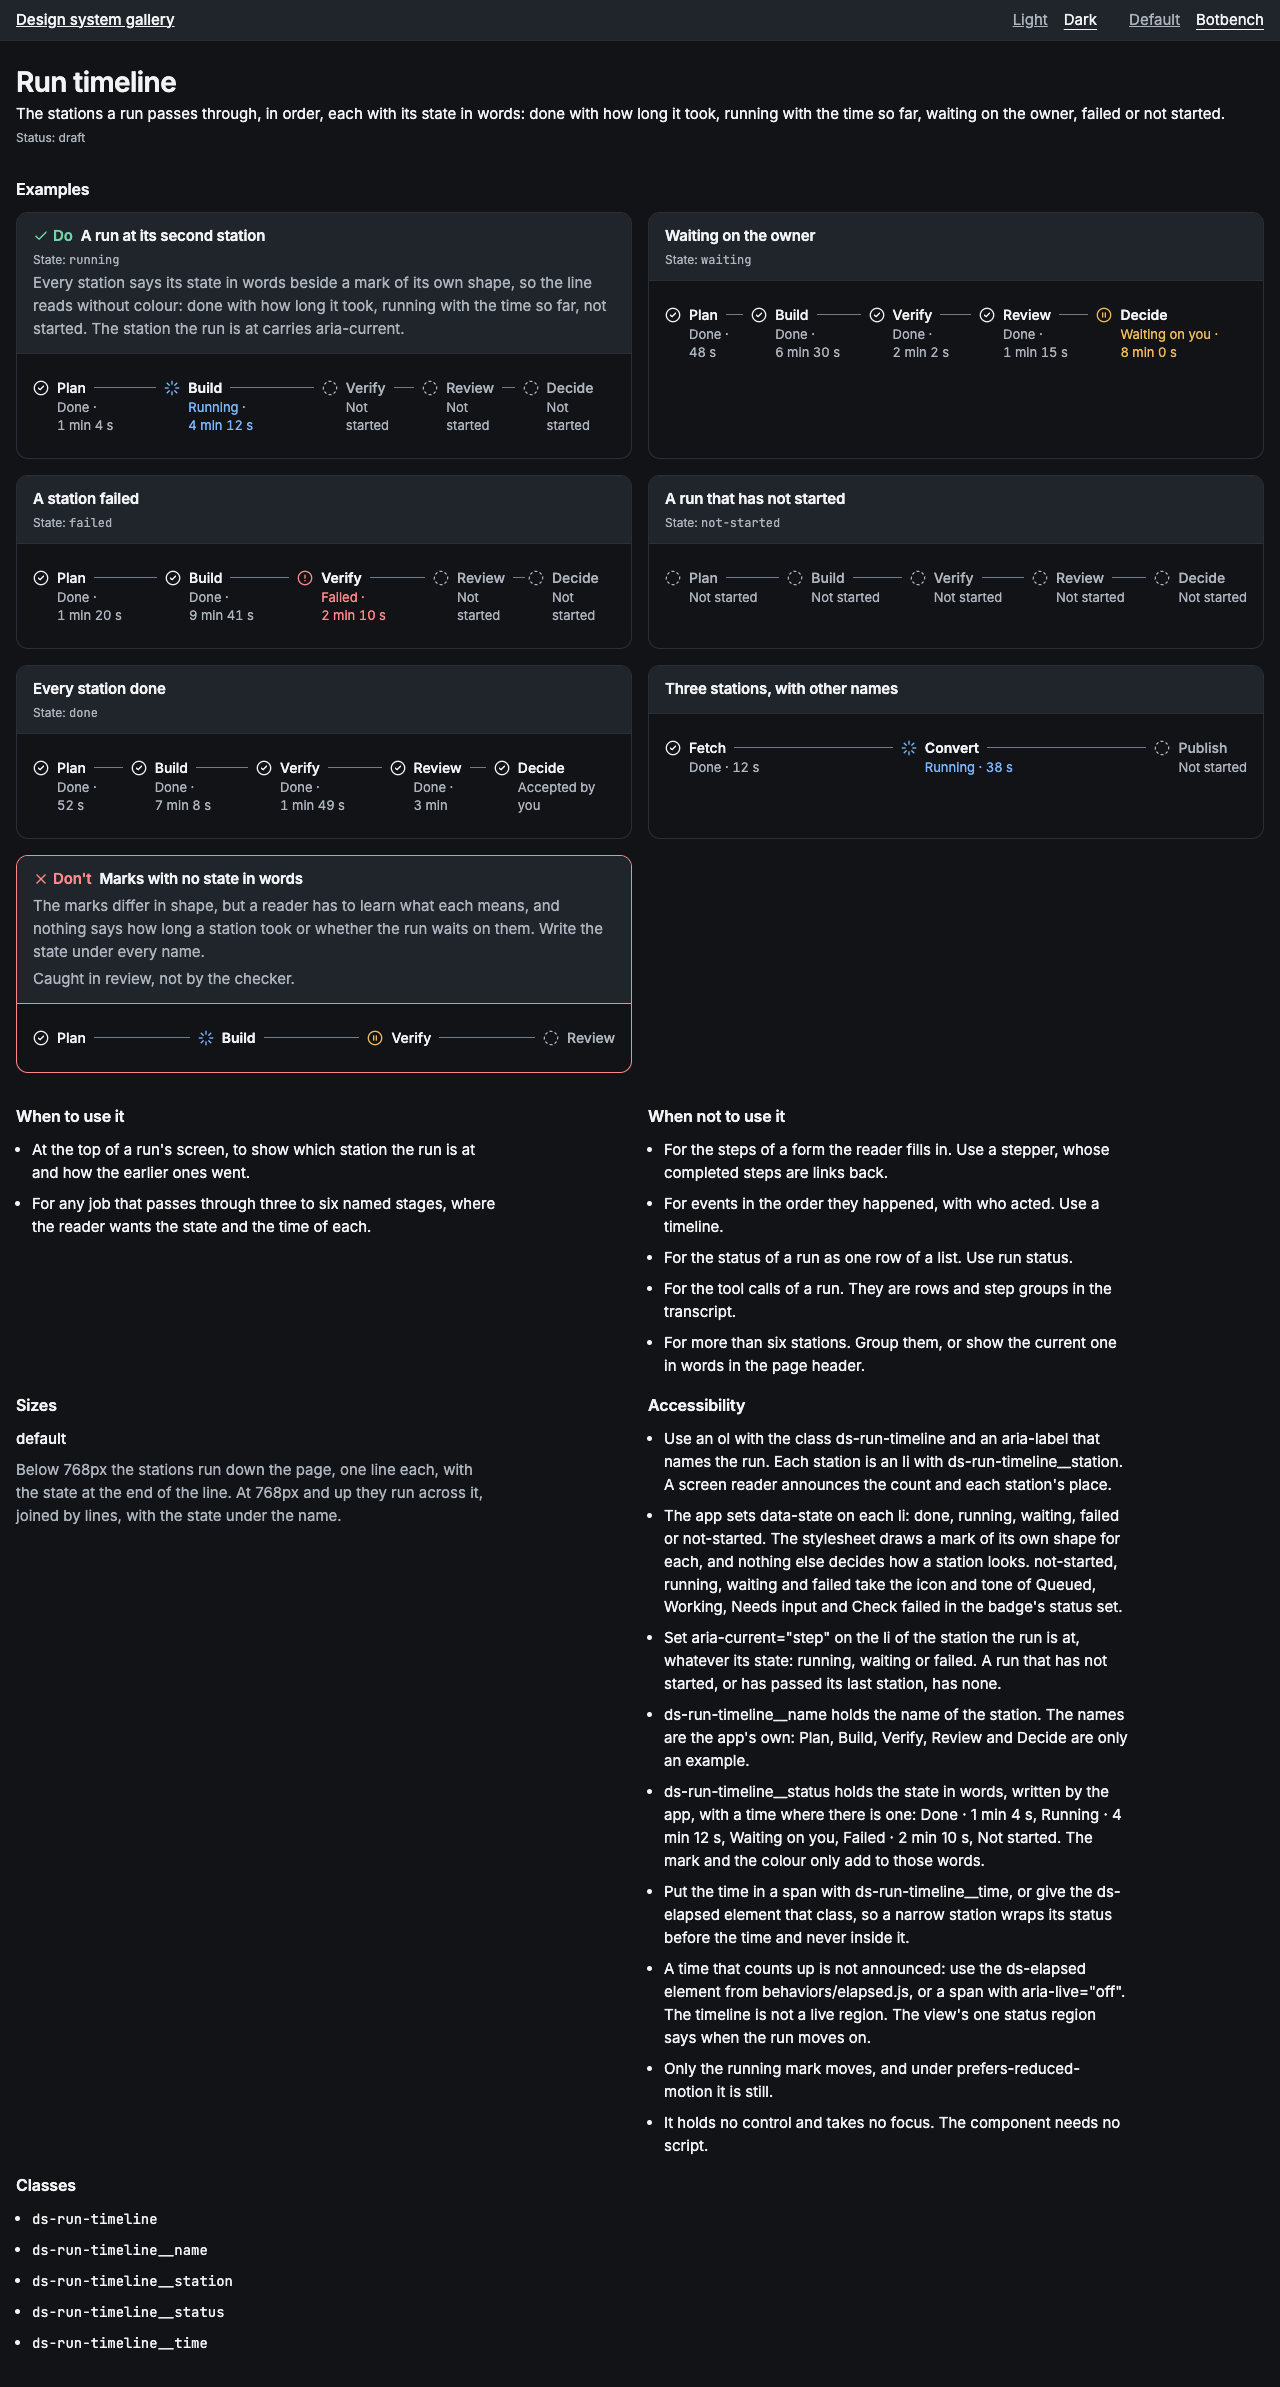 Design system gallery
Light Dark Default Botbench
Run timeline
The stations a run passes through, in order, each with its state in words: done with how long it took, running with the time so far, waiting on the owner, failed or not started.
Status: draft
Examples
Do A run at its second station
State: running
Every station says its state in words beside a mark of its own shape, so the line
reads without colour: done with how long it took, running with the time so far, not
started. The station the run is at carries aria-current.
Plan Build Verify Review Decide
Done · Running · Not Not Not
1 min 4 s 4 min 12 s started started started
Waiting on the owner
State: waiting
Plan Build Verify Review Decide
Done · Done · Done · Done · Waiting on you ·
48 s 6 min 30 s 2 min 2 s 1 min 15 s 8 min 0 s
A station failed
State: failed
Plan Build Verify Review Decide
Done · Done · Failed · Not Not
1 min 20 s 9 min 41 s 2 min 10 s started started
A run that has not started
State: not-started
Plan Build Verify Review Decide
Not started Not started Not started Not started Not started
Every station done
State: done
Plan Build Verify Review Decide
Done · Done · Done · Done · Accepted by
52 s 7 min 8 s 1 min 49 s 3 min you
Three stations, with other names
Fetch Convert Publish
Done · 12 s Running · 38 s Not started
Don't Marks with no state in words
The marks differ in shape, but a reader has to learn what each means, and
nothing says how long a station took or whether the run waits on them. Write the
state under every name.
Caught in review, not by the checker.
Plan Build Verify Review
When to use it
• At the top of a run's screen, to show which station the run is at
and how the earlier ones went.
• For any job that passes through three to six named stages, where
the reader wants the state and the time of each.
When not to use it
• For the steps of a form the reader fills in. Use a stepper, whose
completed steps are links back.
• For events in the order they happened, with who acted. Use a
timeline.
• For the status of a run as one row of a list. Use run status.
• For the tool calls of a run. They are rows and step groups in the
transcript.
• For more than six stations. Group them, or show the current one
in words in the page header.
Sizes
default
Below 768px the stations run down the page, one line each, with
the state at the end of the line. At 768px and up they run across it,
joined by lines, with the state under the name.
Accessibility
• Use an ol with the class ds-run-timeline and an aria-label that
names the run. Each station is an li with ds-run-timeline__station.
A screen reader announces the count and each station's place.
• The app sets data-state on each li: done, running, waiting, failed
or not-started. The stylesheet draws a mark of its own shape for
each, and nothing else decides how a station looks. not-started,
running, waiting and failed take the icon and tone of Queued,
Working, Needs input and Check failed in the badge's status set.
• Set aria-current="step" on the li of the station the run is at,
whatever its state: running, waiting or failed. A run that has not
started, or has passed its last station, has none.
• ds-run-timeline__name holds the name of the station. The names
are the app's own: Plan, Build, Verify, Review and Decide are only
an example.
• ds-run-timeline__status holds the state in words, written by the
app, with a time where there is one: Done · 1 min 4 s, Running · 4
min 12 s, Waiting on you, Failed · 2 min 10 s, Not started. The
mark and the colour only add to those words.
• Put the time in a span with ds-run-timeline__time, or give the ds-
elapsed element that class, so a narrow station wraps its status
before the time and never inside it.
• A time that counts up is not announced: use the ds-elapsed
element from behaviors/elapsed.js, or a span with aria-live="off".
The timeline is not a live region. The view's one status region
says when the run moves on.
• Only the running mark moves, and under prefers-reduced-
motion it is still.
• It holds no control and takes no focus. The component needs no
script.
Classes
• ds-run-timeline
• ds-run-timeline__name
• ds-run-timeline__station
• ds-run-timeline__status
• ds-run-timeline__time